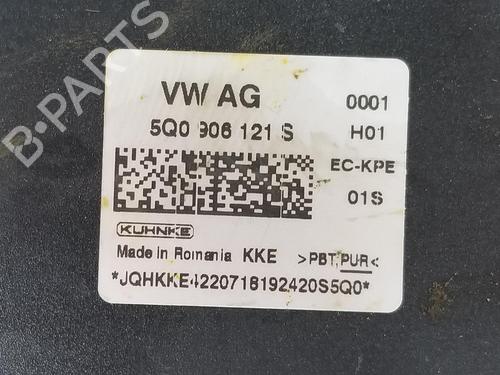 VW AG 0001
5Q0 906 121 S H01
EC-KPE
01S
KUHNKE
Made in Romania KKE >PBT,PUR<
*JQHKKE4220718192420S5Q0*
B-PARTS